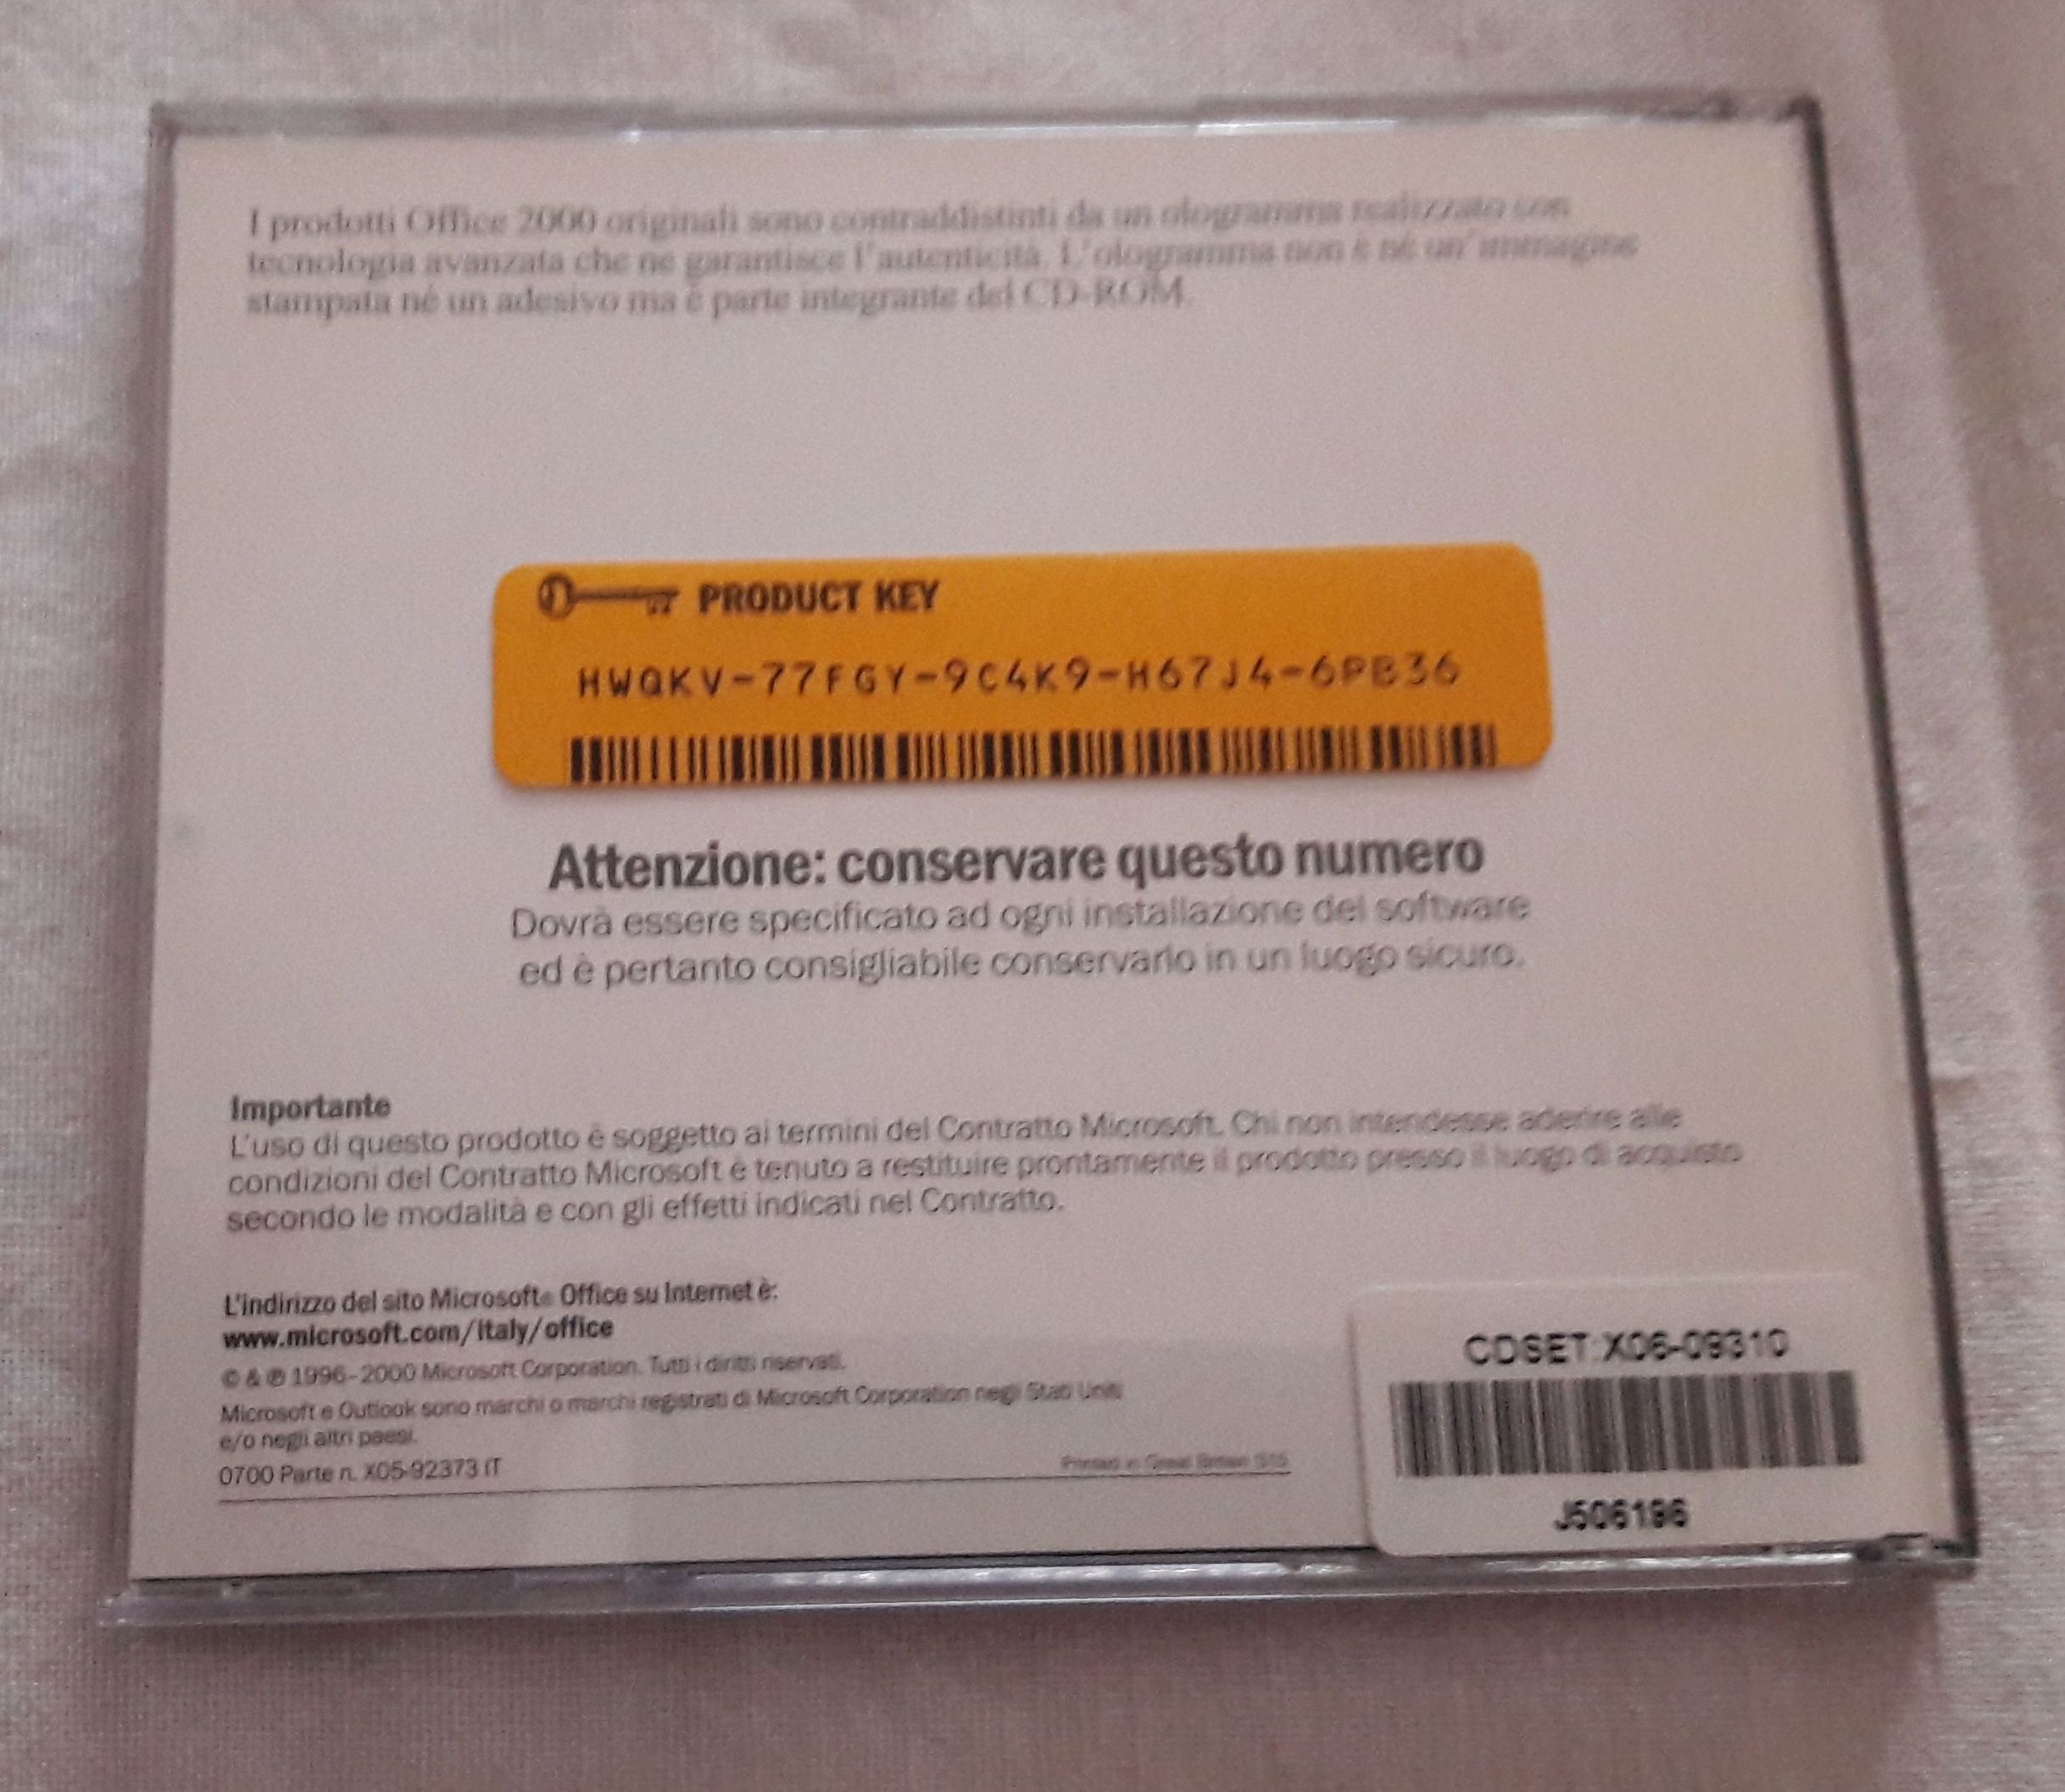 I prodotti Office 2000 originali sono contraddistinti da un ologramma realizzato con
tecnologia avanzata che ne garantisce l'autenticità. L'ologramma non è né un'immagine
stampata né un adesivo ma è parte integrante del CD-ROM.
PRODUCT KEY
HWQKV-77FGY-9C4K9-H67J4-6PB36
Attenzione: conservare questo numero
Dovrà essere specificato ad ogni installazione del software
ed è pertanto consigliabile conservarlo in un luogo sicuro.
Importante
L'uso di questo prodotto è soggetto ai termini del Contratto Microsoft. Chi non intendesse aderire alle
condizioni del Contratto Microsoft è tenuto a restituire prontamente il prodotto presso il luogo di acquisto
secondo le modalità e con gli effetti indicati nel Contratto.
L'indirizzo del sito Microsoft® Office su Internet è:
www.microsoft.com/italy/office
© & ℗ 1996-2000 Microsoft Corporation. Tutti i diritti riservati.
Microsoft e Outlook sono marchi o marchi registrati di Microsoft Corporation negli Stati Uniti
e/o negli altri paesi.
0700 Parte n. X05-92373 IT
Printed in Great Britain
CDSET:X06-09310
J506196